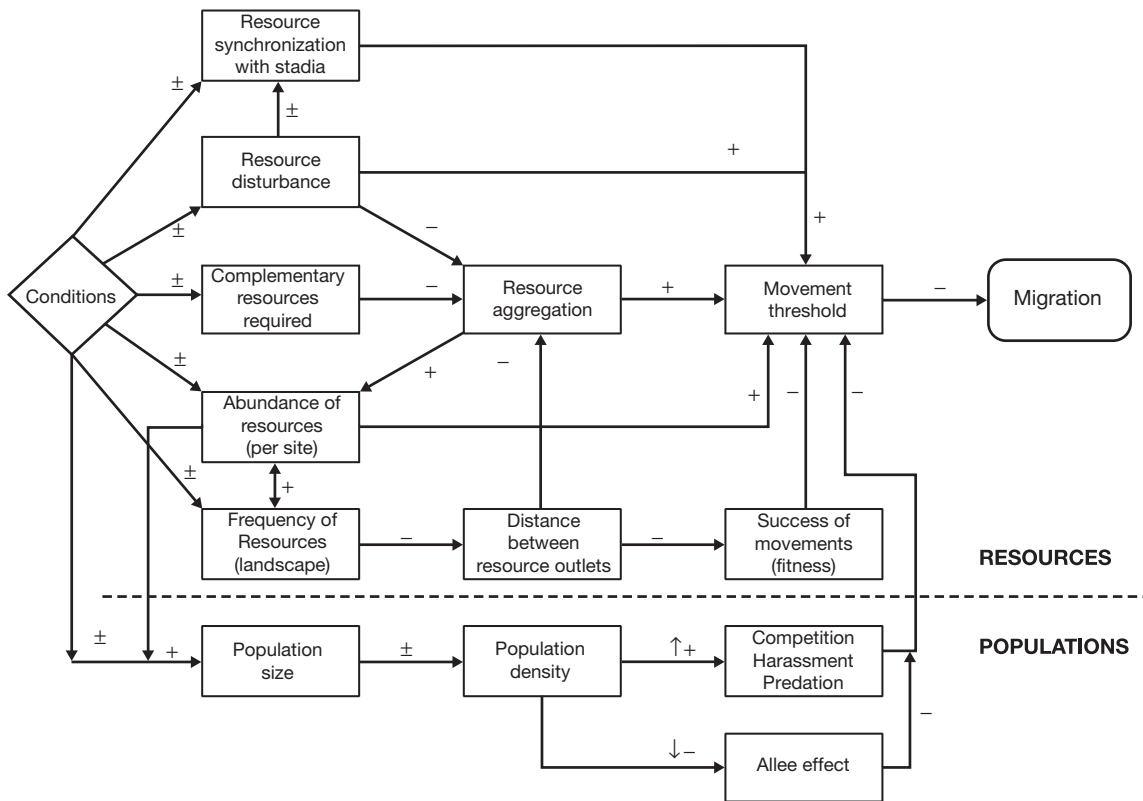 Resource
synchronization
with stadia
±
±
Resource
disturbance
+
+
±
−
±
Conditions
Complementary
resources
required
−
Resource
aggregation
+
Movement
threshold
−
Migration
±
+
−
−
−
+
Abundance of
resources
(per site)
±
+
Frequency of
Resources
(landscape)
−
Distance
between
resource outlets
−
Success of
movements
(fitness)
RESOURCES
±
+
Population
size
±
Population
density
↑+
Competition
Harassment
Predation
POPULATIONS
−
↓−
Allee effect